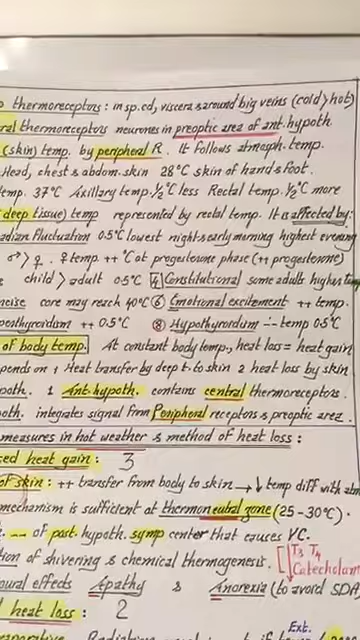 thermoreceptors: in sp.cd, viscera & around big veins (cold > hot)
ral thermoreceptors neurones in preoptic area of ant. hypoth
(skin) temp. by peripheral R. It follows atmosph. temp.
Head, chest & abdom. skin 28°C skin of hand & foot.
temp. 37°C Axillary temp. ½°C less Rectal temp. ½°C more
deep tissue) temp represented by rectal temp. It is affected by:
adian fluctuation 0.5°C lowest night & early morning highest evening
♂ > ♀. ♀ temp. ++ °C at progesterone phase (++ progesterone)
child > adult 0.5°C 4 Constitutional some adults higher temp
core may reach 40°C ⑥ Emotional excitement ++ temp.
++ 0.5°C ⑧ Hypothyroidism temp 0.5°C
of body temp. At constant body temp., heat loss = heat gain
ponds on 1 Heat transfer by deep t. to skin 2 heat loss by skin
poth. 1 Ant. hypoth. contains central thermoreceptors.
poth. integrates signal from Peripheral receptors & preoptic area.
measures in hot weather & method of heat loss:
sed heat gain: 3
of skin: ++ transfer from body to skin → ↓ temp diff with atm
mechanism is sufficient at thermoneutral zone (25 - 30°C).
of post. hypoth. symp center that causes VC.
tion of shivering & chemical thermogenesis. T3 T4
Catecholam
oural effects Apathy & Anorexia (to avoid SDA)
heat loss: 2
Ext.